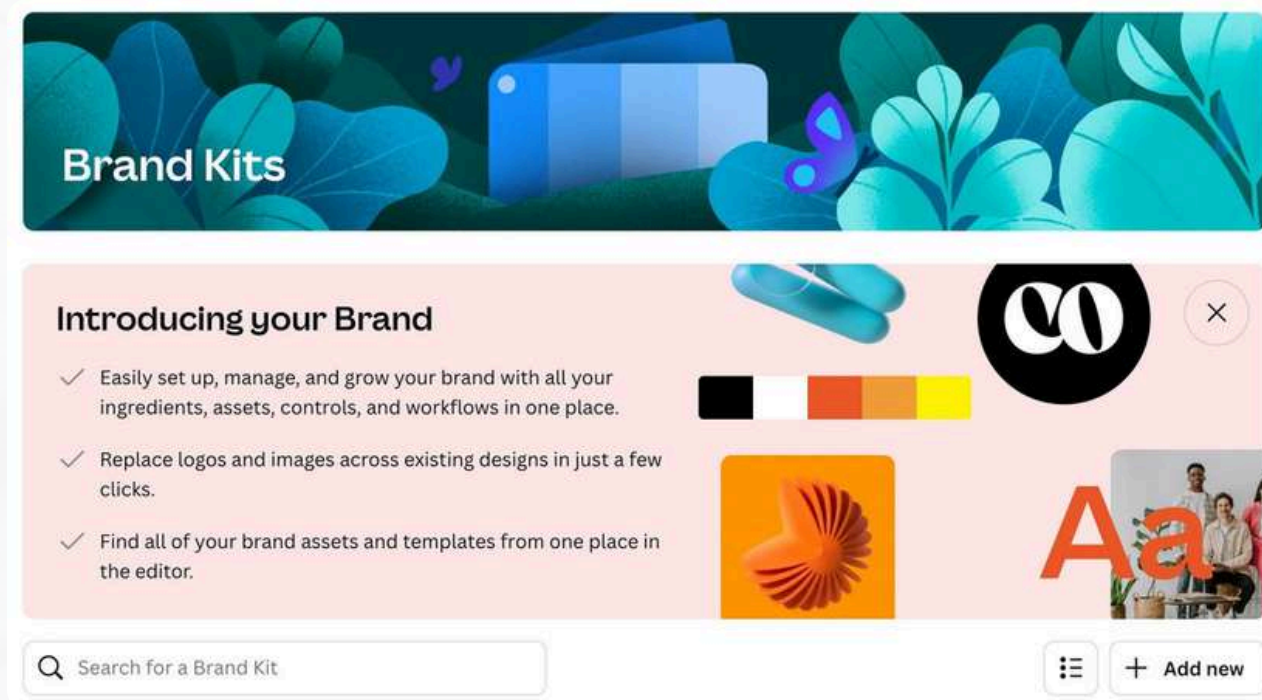 Brand Kits
Introducing your Brand
Easily set up, manage, and grow your brand with all your
ingredients, assets, controls, and workflows in one place.
Replace logos and images across existing designs in just a few
clicks.
Find all of your brand assets and templates from one place in
the editor.
CO
Aa
Search for a Brand Kit
Add new